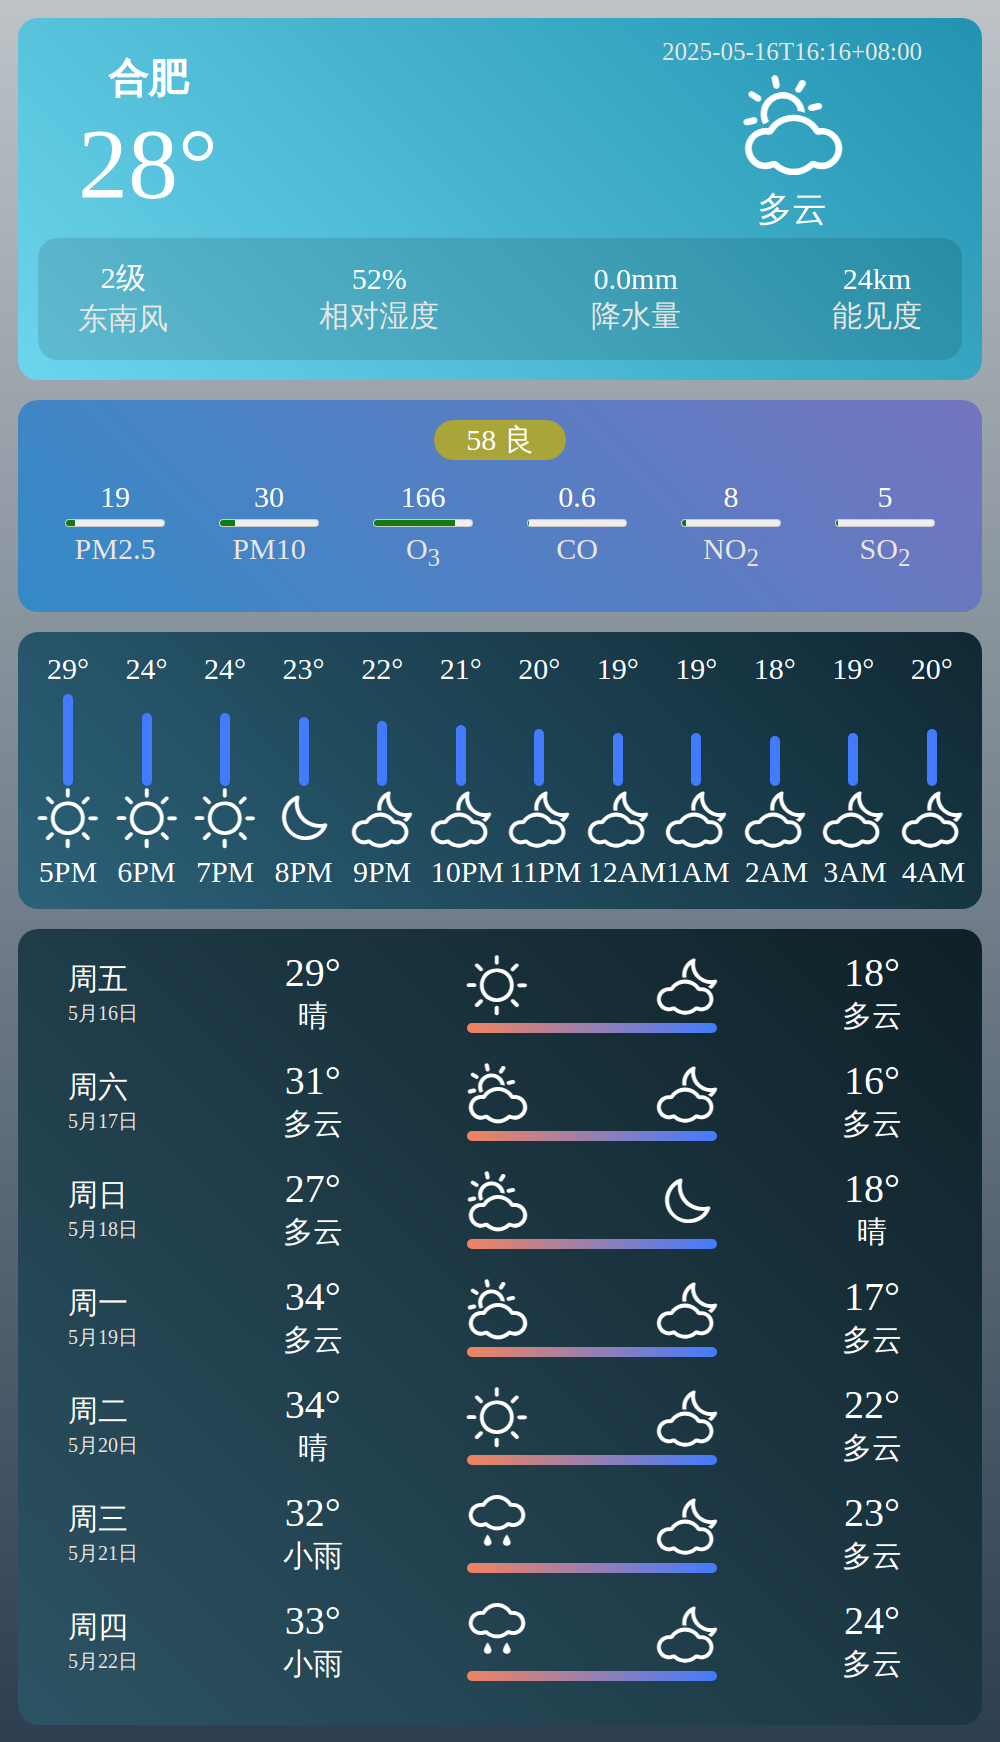 合肥
28°
2025-05-16T16:16+08:00
多云
2级 52% 0.0mm 24km
东南风 相对湿度 降水量 能见度
58 良
19 30 166 0.6 8 5
PM2.5 PM10 O3 CO NO2 SO2
29° 24° 24° 23° 22° 21° 20° 19° 19° 18° 19° 20°
5PM 6PM 7PM 8PM 9PM 10PM 11PM 12AM 1AM 2AM 3AM 4AM
周五 29° 18°
5月16日 晴 多云
周六 31° 16°
5月17日 多云 多云
周日 27° 18°
5月18日 多云 晴
周一 34° 17°
5月19日 多云 多云
周二 34° 22°
5月20日 晴 多云
周三 32° 23°
5月21日 小雨 多云
周四 33° 24°
5月22日 小雨 多云